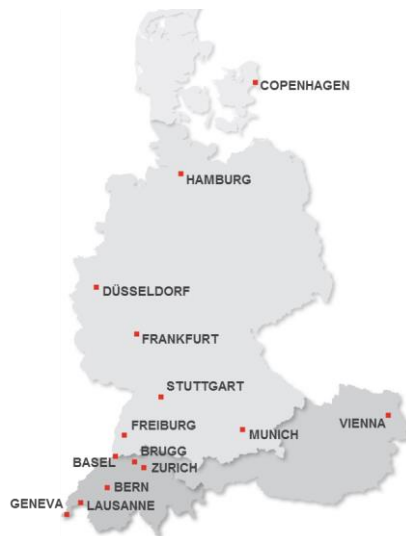 COPENHAGEN
HAMBURG
DÜSSELDORF
FRANKFURT
STUTTGART
FREIBURG
MUNICH
VIENNA
BASEL
BRUGG
ZURICH
BERN
GENEVA
LAUSANNE